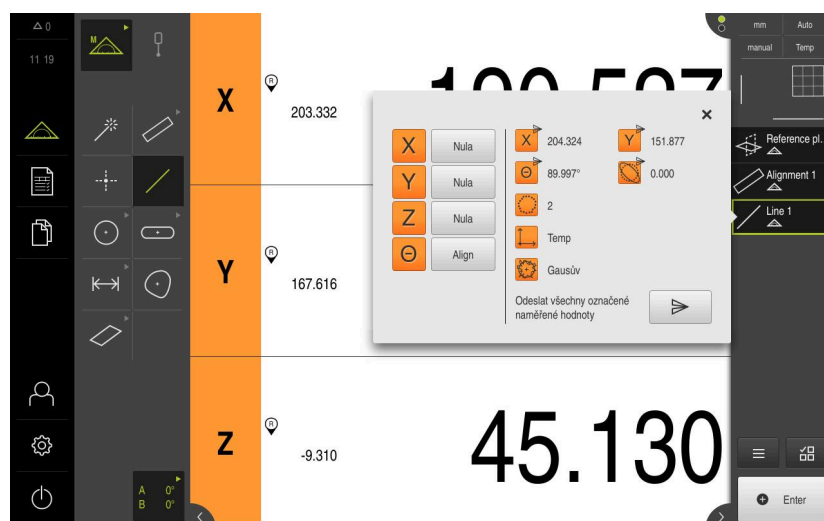 0
11 19
M
A 0°
B 0°
X
R
203.332
Y
R
167.616
Z
R
-9.310
45.130
X Nula
Y Nula
Z Nula
Θ Align
X 204.324
Y 151.877
Θ 89.997°
0.000
2
Temp
Gausúv
Odeslat všechny označené
naměřené hodnoty
mm Auto
manual Temp
Reference pl.
Alignment 1
Line 1
Enter